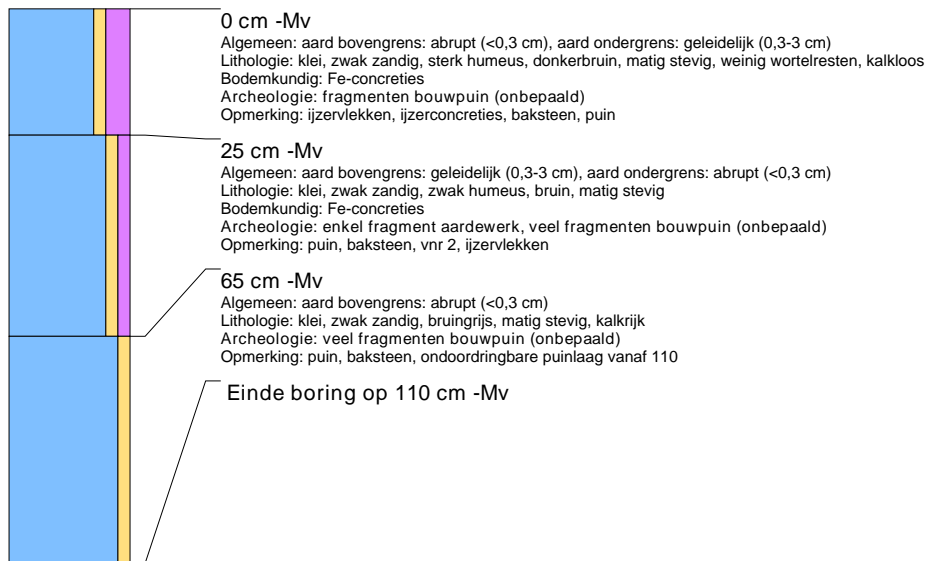 0 cm -Mv
Algemeen: aard bovengrens: abrupt (<0,3 cm), aard ondergrens: geleidelijk (0,3-3 cm)
Lithologie: klei, zwak zandig, sterk humeus, donkerbruin, matig stevig, weinig wortelresten, kalkloos
Bodemkundig: Fe-concreties
Archeologie: fragmenten bouwpuin (onbepaald)
Opmerking: ijzervlekken, ijzerconcreties, baksteen, puin
25 cm -Mv
Algemeen: aard bovengrens: geleidelijk (0,3-3 cm), aard ondergrens: abrupt (<0,3 cm)
Lithologie: klei, zwak zandig, zwak humeus, bruin, matig stevig
Bodemkundig: Fe-concreties
Archeologie: enkel fragment aardewerk, veel fragmenten bouwpuin (onbepaald)
Opmerking: puin, baksteen, vnr 2, ijzervlekken
65 cm -Mv
Algemeen: aard bovengrens: abrupt (<0,3 cm)
Lithologie: klei, zwak zandig, bruingrijs, matig stevig, kalkrijk
Archeologie: veel fragmenten bouwpuin (onbepaald)
Opmerking: puin, baksteen, ondoordringbare puinlaag vanaf 110
Einde boring op 110 cm -Mv